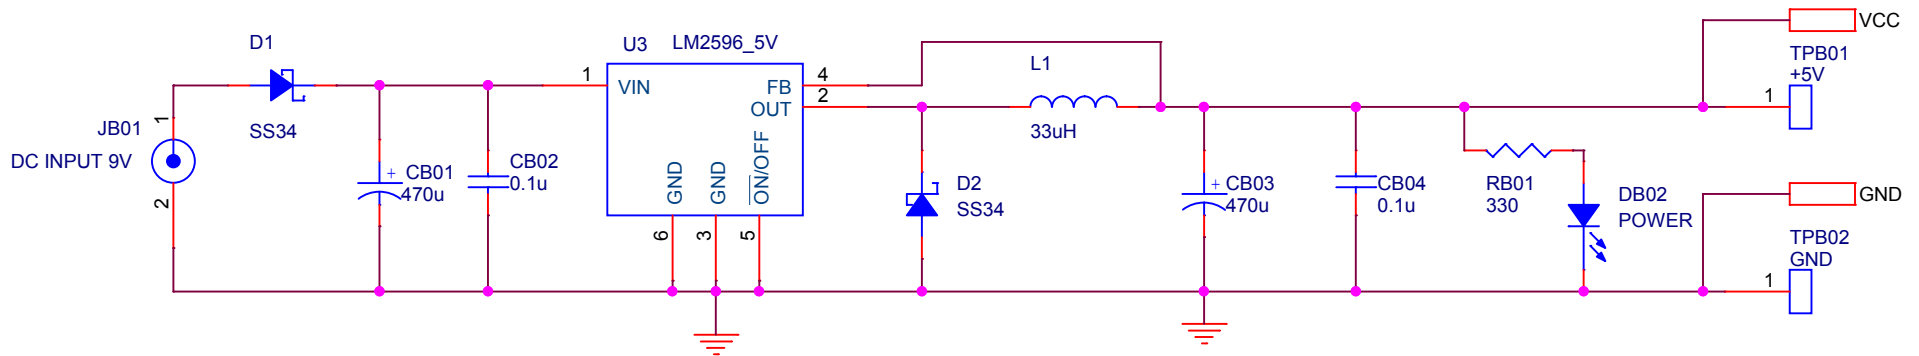 D1
SS34
JB01
DC INPUT 9V
1
2
+
CB01
470u
CB02
0.1u
U3
LM2596_5V
1
VIN
FB
OUT
4
2
GND
GND
ON/OFF
6
3
5
L1
33uH
D2
SS34
+
CB03
470u
CB04
0.1u
RB01
330
DB02
POWER
VCC
TPB01
+5V
1
GND
TPB02
GND
1